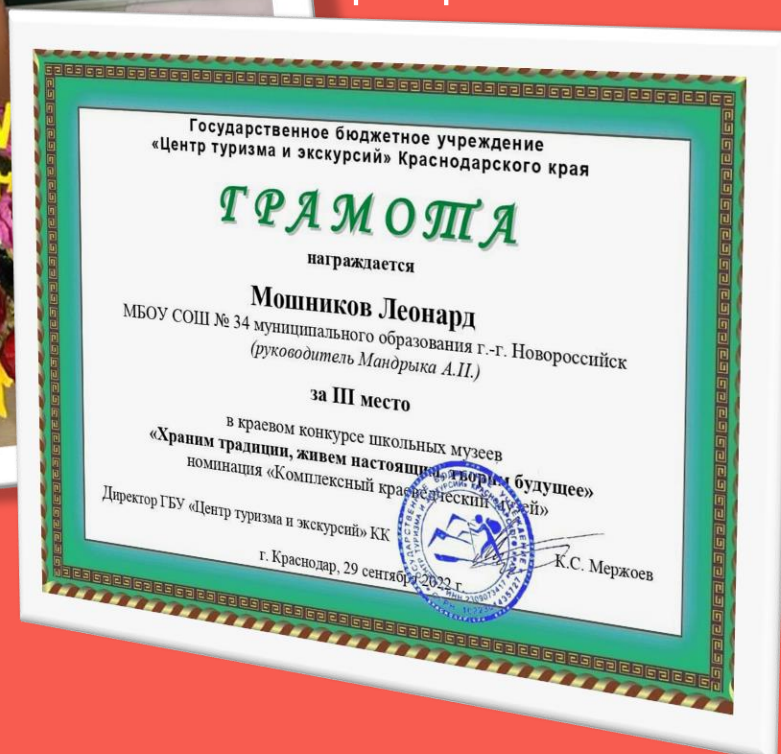 Государственное бюджетное учреждение
«Центр туризма и экскурсий» Краснодарского края
ГРАМОТА
награждается
Мошников Леонард
МБОУ СОШ № 34 муниципального образования г.-г. Новороссийск
(руководитель Мандрыка А.П.)
за III место
в краевом конкурсе школьных музеев
«Храним традиции, живем настоящим, творим будущее»
номинация «Комплексный краеведческий музей»
Директор ГБУ «Центр туризма и экскурсий» КК
К.С. Мержоев
г. Краснодар, 29 сентября 2022 г.